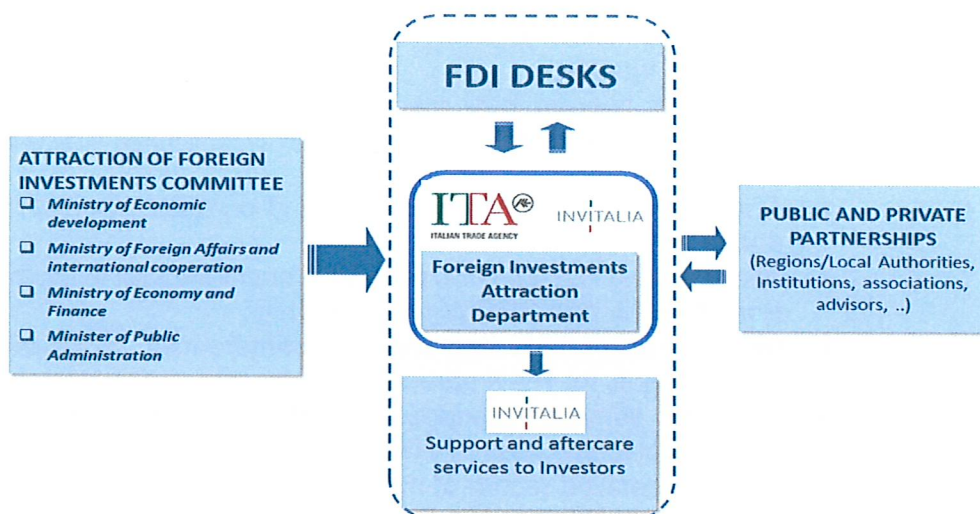 FDI DESKS
ATTRACTION OF FOREIGN
INVESTMENTS COMMITTEE
❑ Ministry of Economic
development
❑ Ministry of Foreign Affairs and
international cooperation
❑ Ministry of Economy and
Finance
❑ Minister of Public
Administration
ITA
ITALIAN TRADE AGENCY
INVITALIA
Foreign Investments
Attraction
Department
PUBLIC AND PRIVATE
PARTNERSHIPS
(Regions/Local Authorities,
Institutions, associations,
advisors, ..)
INVITALIA
Support and aftercare
services to Investors